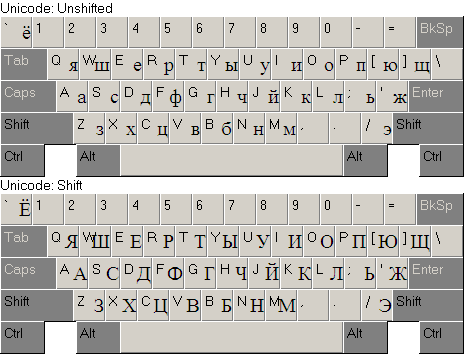 Unicode: Unshifted
` ё 1 2 3 4 5 6 7 8 9 0 - = BkSp
Tab Q я W ш E е R р T т Y ы U у I и O о P п [ ю ] щ \
Caps A а S с D д F ф G г H ч J й K к L л ; ь ' ж Enter
Shift Z з X х C ц V в B б N н M м , . / э Shift
Ctrl Alt Alt Ctrl
Unicode: Shift
` Ё 1 2 3 4 5 6 7 8 9 0 - = BkSp
Tab Q Я W Ш E Е R Р T Т Y Ы U У I И O О P П [ Ю ] Щ \
Caps A А S С D Д F Ф G Г H Ч J Й K К L Л ; Ь ' Ж Enter
Shift Z З X Х C Ц V В B Б N Н M М , . / Э Shift
Ctrl Alt Alt Ctrl